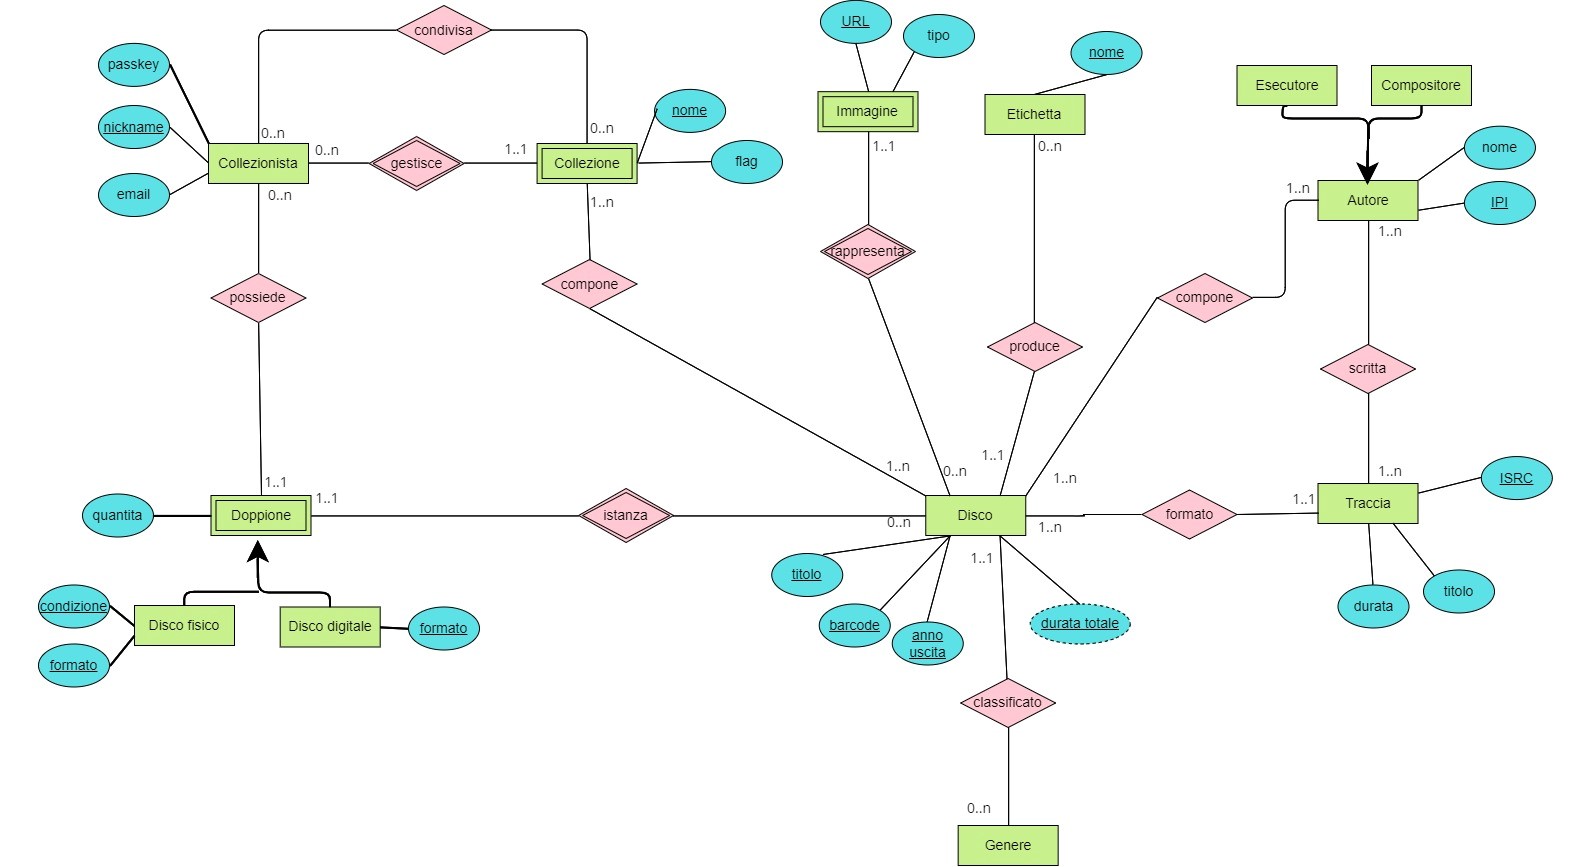 condivisa
URL
tipo
nome
passkey
nickname
email
0..n
0..n
nome
Immagine
Etichetta
Esecutore
Compositore
Collezionista
0..n
gestisce
1..1
Collezione
flag
1..1
0..n
nome
IPI
0..n
1..n
1..n
Autore
1..n
rappresenta
possiede
compone
compone
produce
scritta
1..1
1..1
1..n
0..n
1..1
1..n
1..n
ISRC
quantita
Doppione
istanza
0..n
Disco
1..n
formato
1..1
Traccia
1..1
titolo
barcode
anno
uscita
durata totale
durata
titolo
condizione
formato
Disco fisico
Disco digitale
formato
classificato
0..n
Genere